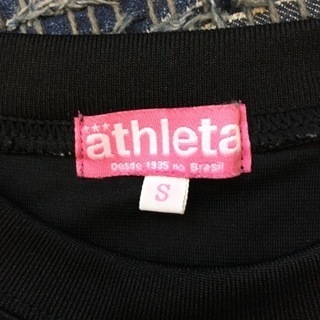 athleta
Desde 1935 no Brasil
S